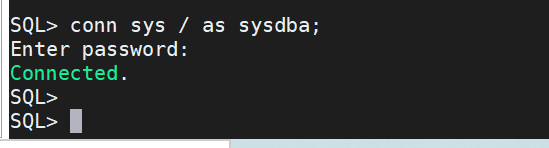 SQL> conn sys / as sysdba;
Enter password:
Connected.
SQL>
SQL>